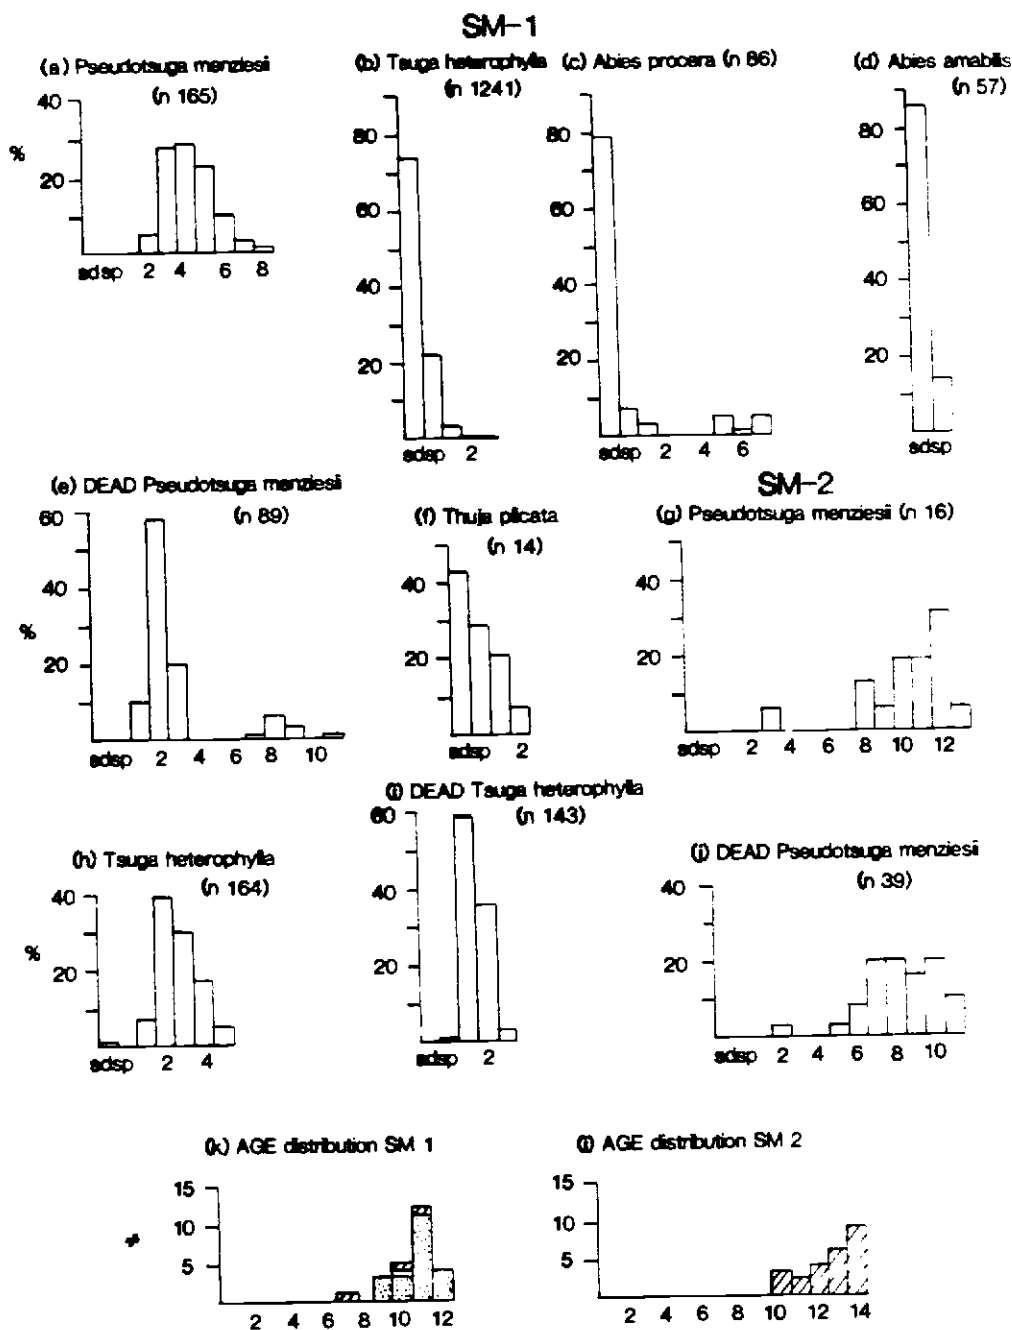 SM-1
(a) Pseudotsuga menziesii
(n 165)
40
%
20
sdsp 2 4 6 8
(b) Tsuga heterophylla
(n 1241)
80
60
40
20
sdsp 2
(c) Abies procera (n 86)
80
60
40
20
sdsp 2 4 6
(d) Abies amabilis
(n 57)
80
60
40
20
sdsp
(e) DEAD Pseudotsuga menziesii
(n 89)
60
40
%
20
sdsp 2 4 6 8 10
(f) Thuja plicata
(n 14)
40
20
sdsp 2
SM-2
(g) Pseudotsuga menziesii (n 16)
40
20
sdsp 2 4 6 8 10 12
(h) Tsuga heterophylla
(n 164)
40
%
20
sdsp 2 4
(i) DEAD Tsuga heterophylla
(n 143)
60
40
20
sdsp 2
(j) DEAD Pseudotsuga menziesii
(n 39)
40
20
sdsp 2 4 6 8 10
(k) AGE distribution SM 1
15
10
#
5
2 4 6 8 10 12
(l) AGE distribution SM 2
15
10
5
2 4 6 8 10 12 14